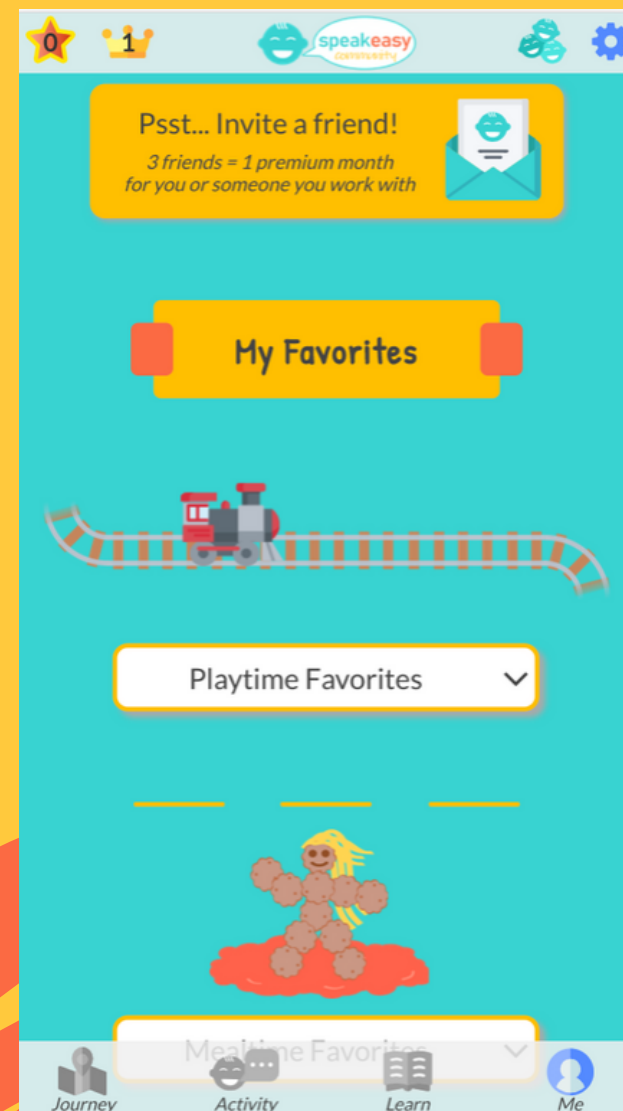 0
1
speakeasy
COMMUNITY
Psst... Invite a friend!
3 friends = 1 premium month
for you or someone you work with
My Favorites
Playtime Favorites
Mealtime Favorites
Journey
Activity
Learn
Me